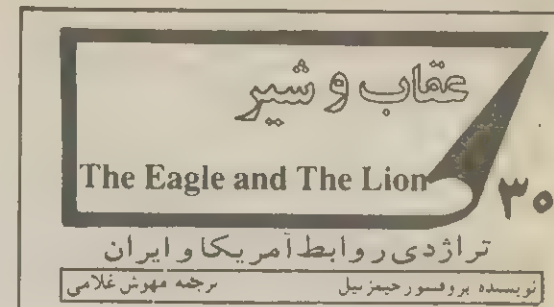 عقاب و شیر
The Eagle and The Lion
۳۰
تراژدی روابط آمریکا و ایران
نویسنده پروفسور جیمز بیل
ترجمه مهوش غلامی